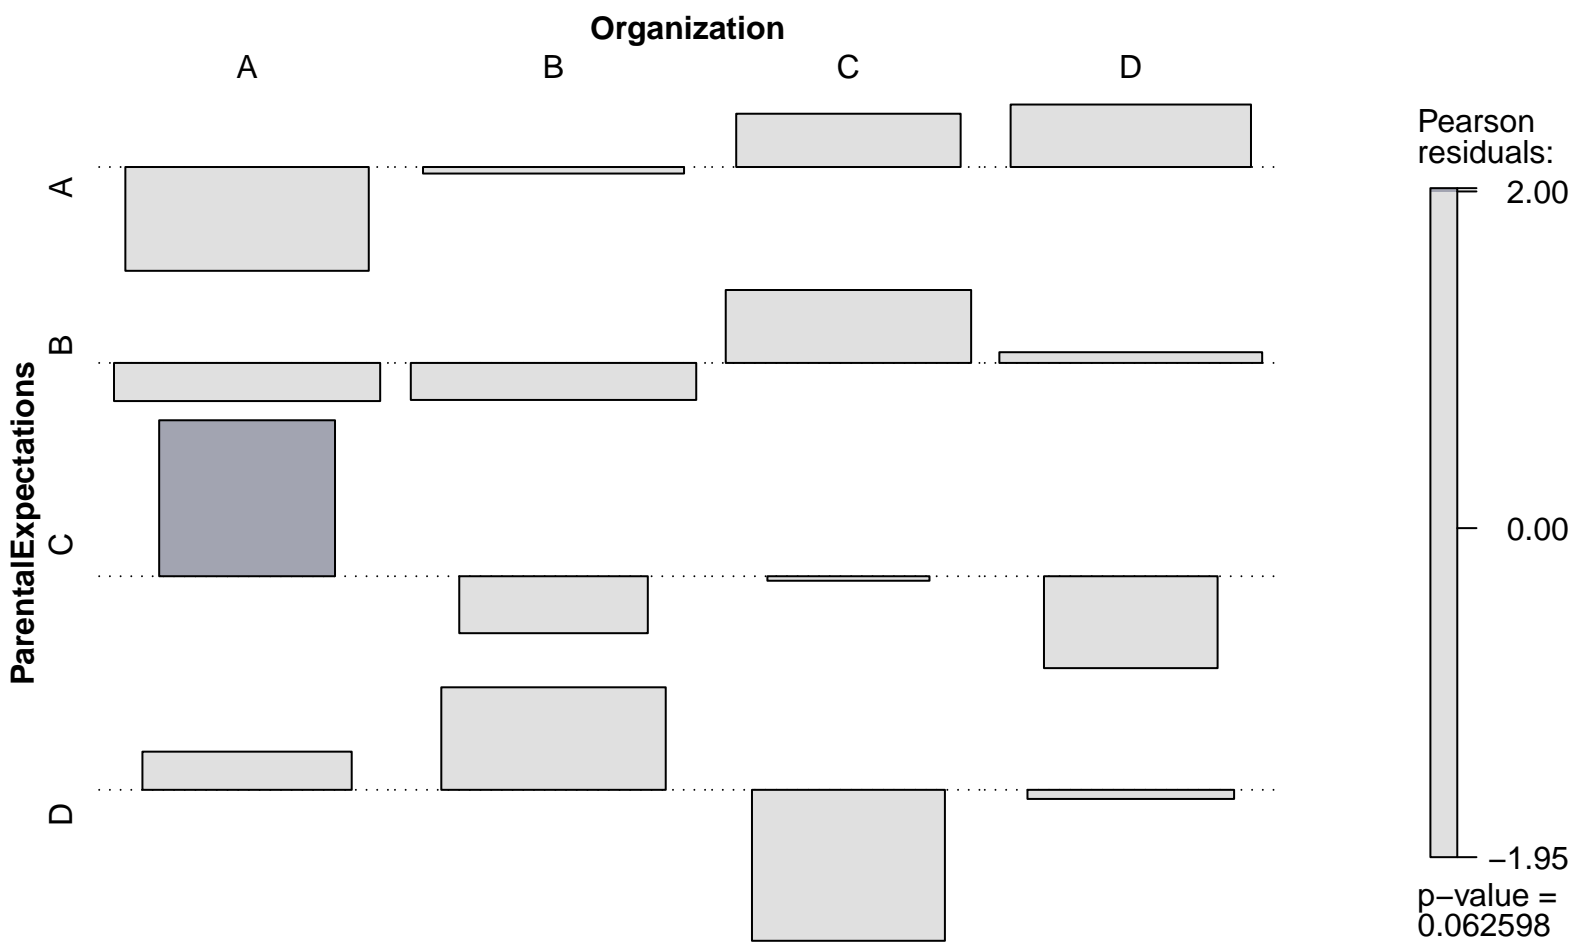 Organization
A B C D
ParentalExpectations
A
B
C
D
Pearson
residuals:
2.00
0.00
−1.95
p−value =
0.062598